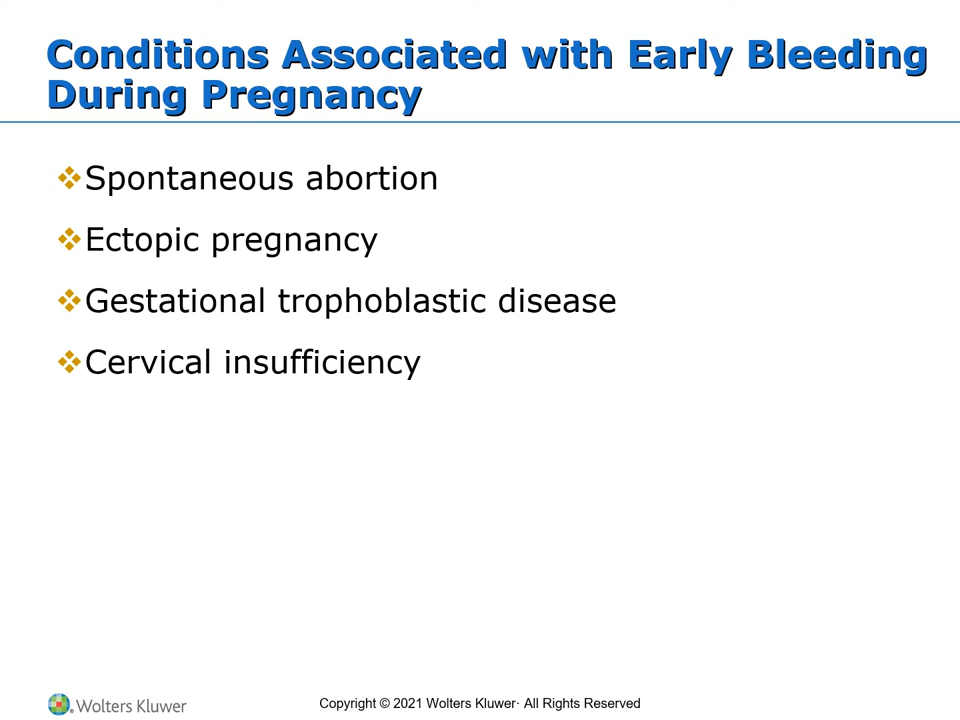 Conditions Associated with Early Bleeding
During Pregnancy
❖Spontaneous abortion
❖Ectopic pregnancy
❖Gestational trophoblastic disease
❖Cervical insufficiency
Wolters Kluwer
Copyright © 2021 Wolters Kluwer· All Rights Reserved